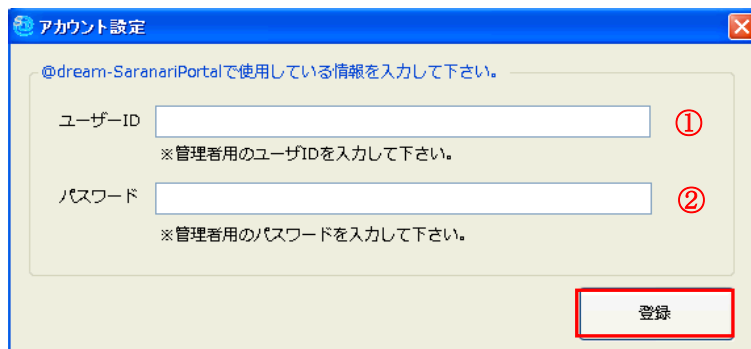 アカウント設定
@dream-SaranariPortalで使用している情報を入力して下さい。
ユーザーID ①
※管理者用のユーザIDを入力して下さい。
パスワード ②
※管理者用のパスワードを入力して下さい。
登録